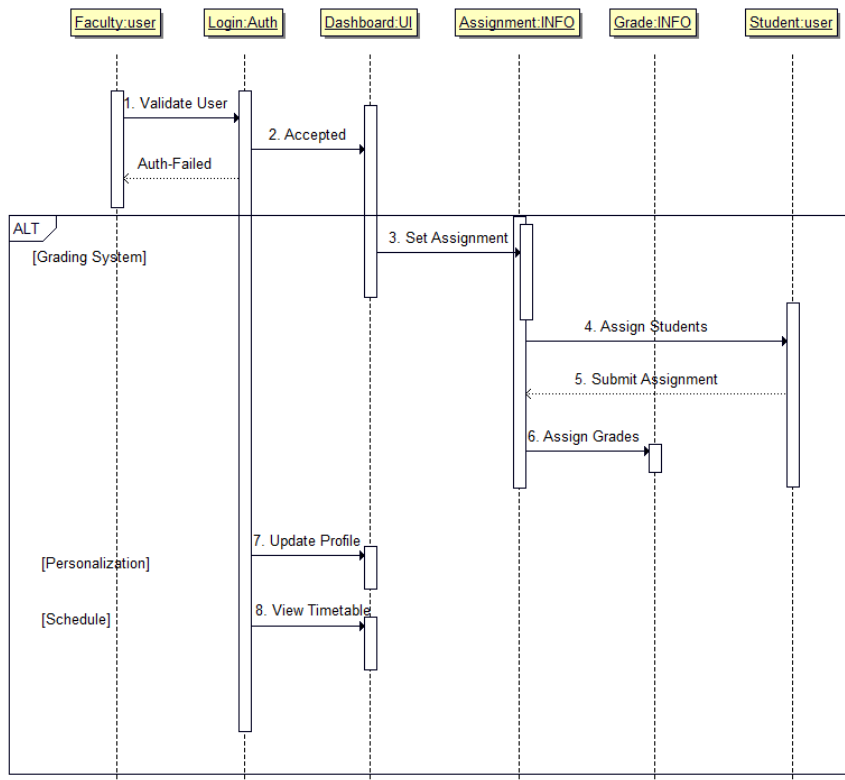 Faculty:user
Login:Auth
Dashboard:UI
Assignment:INFO
Grade:INFO
Student:user
1. Validate User
2. Accepted
Auth-Failed
ALT
3. Set Assignment
[Grading System]
4. Assign Students
5. Submit Assignment
6. Assign Grades
7. Update Profile
[Personalization]
8. View Timetable
[Schedule]